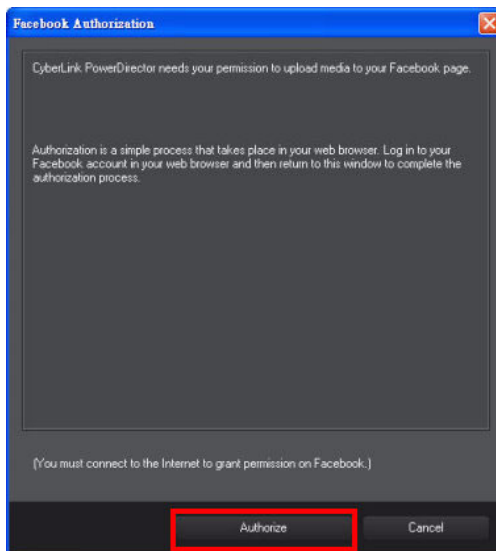 Facebook Authorization
CyberLink PowerDirector needs your permission to upload media to your Facebook page.
Authorization is a simple process that takes place in your web browser. Log in to your
Facebook account in your web browser and then return to this window to complete the
authorization process.
(You must connect to the Internet to grant permission on Facebook.)
Authorize
Cancel